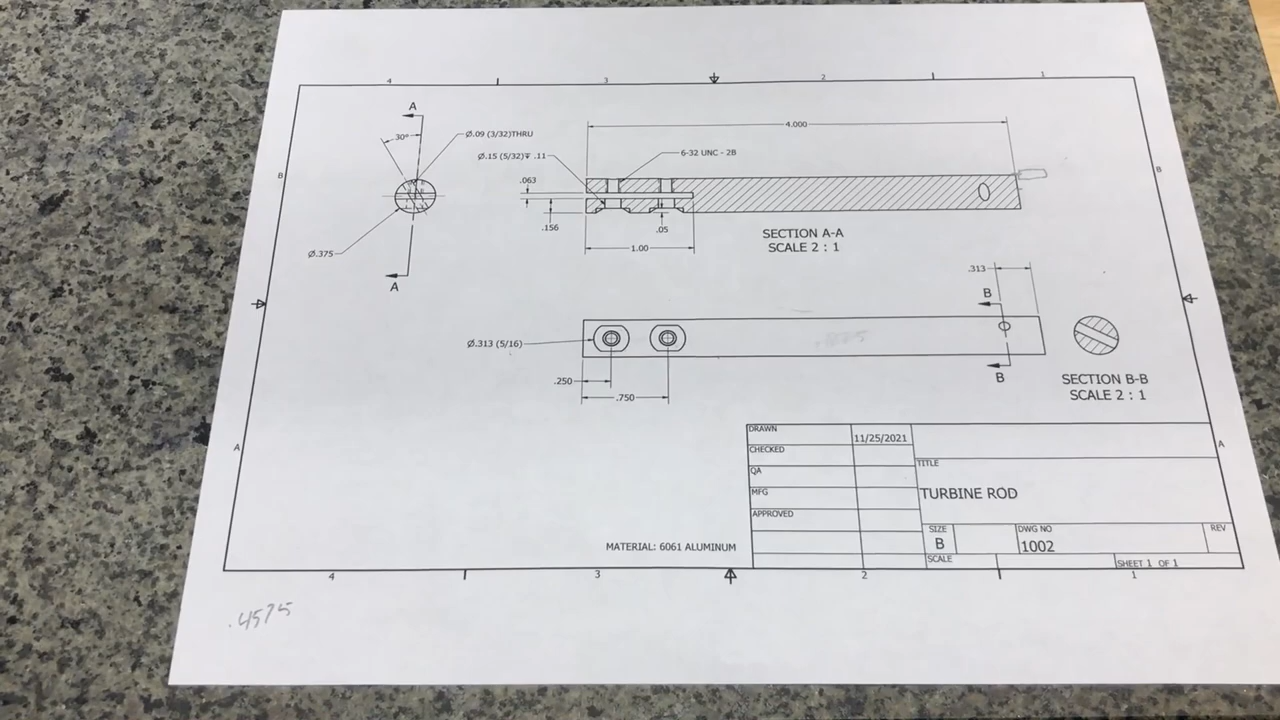 4 3 2 1
A
30°
Ø.09 (3/32)THRU
4.000
Ø.15 (5/32)↧ .11
6-32 UNC - 2B
B
B
.063
.156
.05
Ø.375
1.00
SECTION A-A
SCALE 2 : 1
A
.313
B
Ø.313 (5/16)
.250
.750
B
SECTION B-B
SCALE 2 : 1
A
A
DRAWN
11/25/2021
CHECKED
QA
TITLE
MFG
TURBINE ROD
APPROVED
SIZE
B
DWG NO
1002
REV
MATERIAL: 6061 ALUMINUM
SCALE
SHEET 1 OF 1
4 3 2 1
.4575